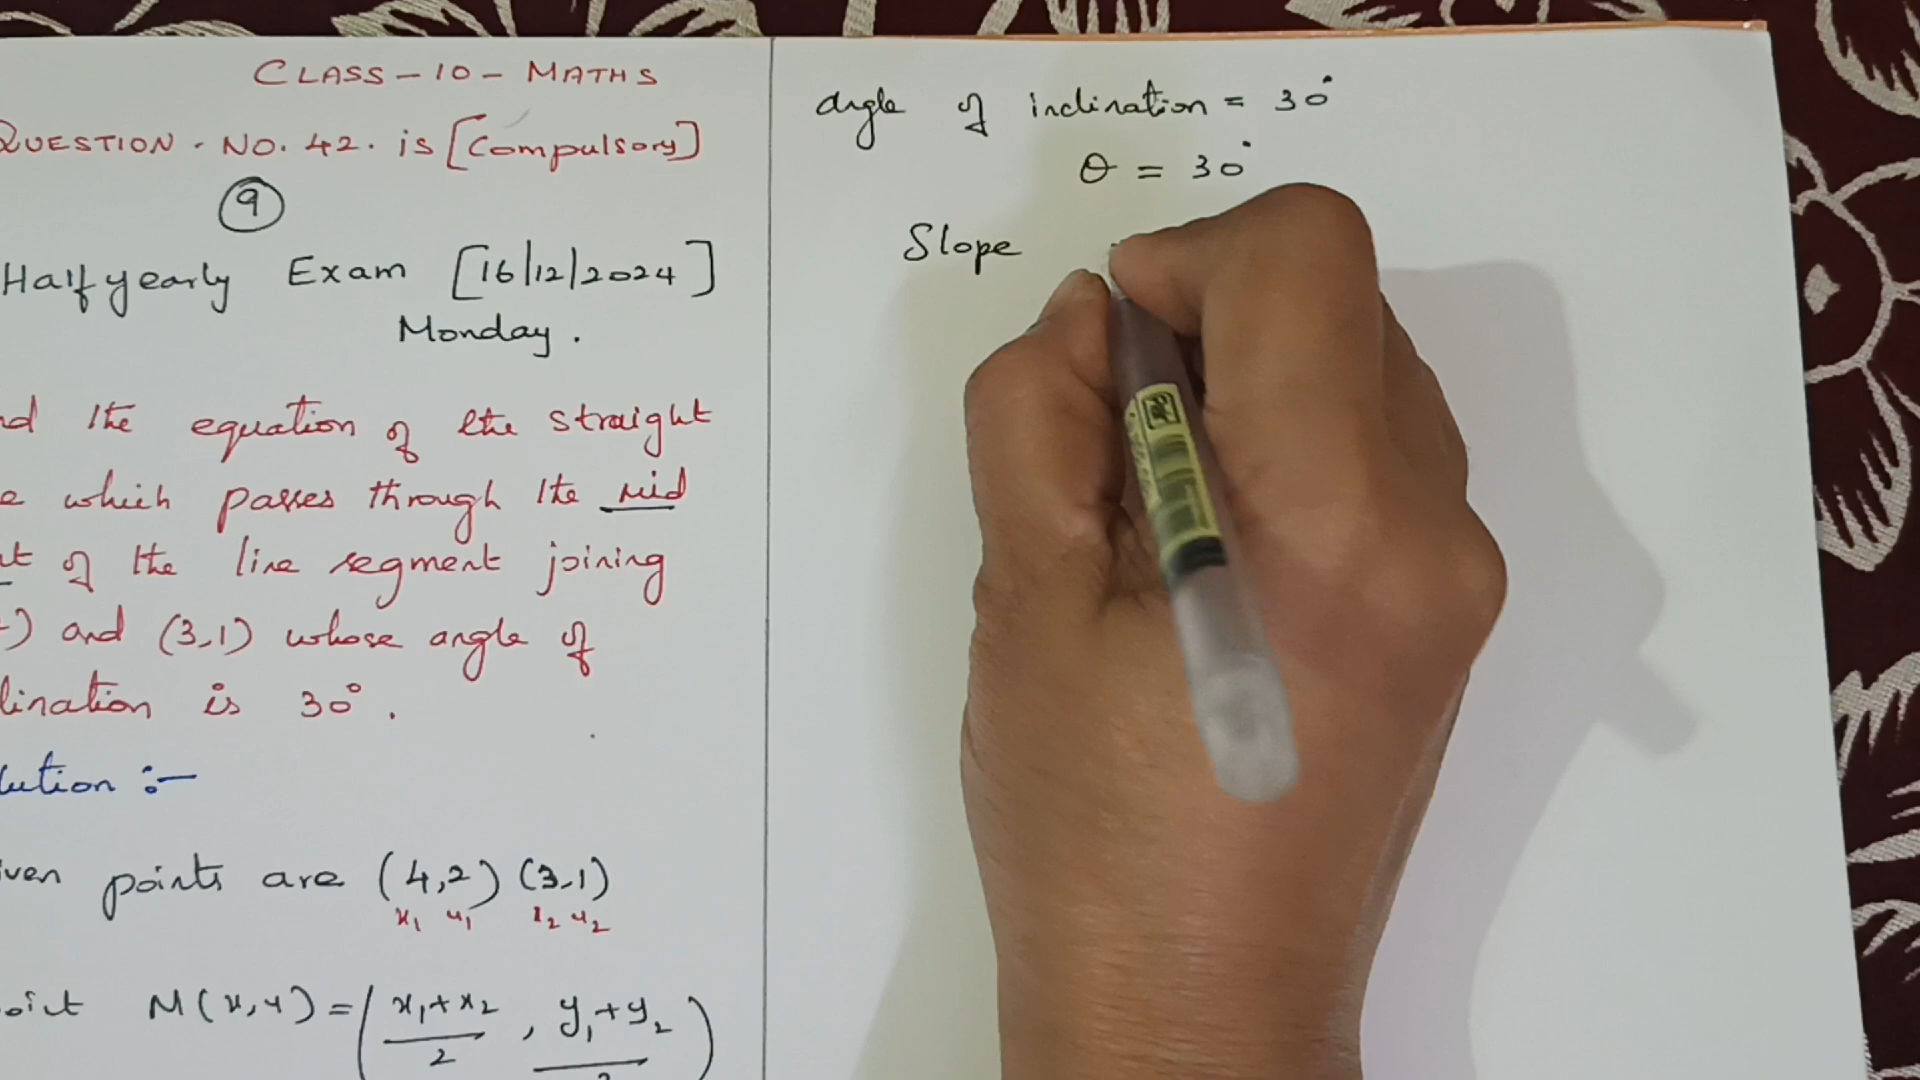 CLASS - 10 - MATHS
QUESTION - NO. 42. is [Compulsory]
9
Half yearly Exam [16/12/2024]
Monday.
the equation of the straight
which passes through the mid
of the line segment joining
) and (3,1) whose angle of
is 30°.
:-
points are (4,2) (3,1)
x₁ y₁ x₂ y₂
M(x,y) = (x₁+x₂/2, y₁+y₂/2)
angle of inclination = 30°
θ = 30°
Slope